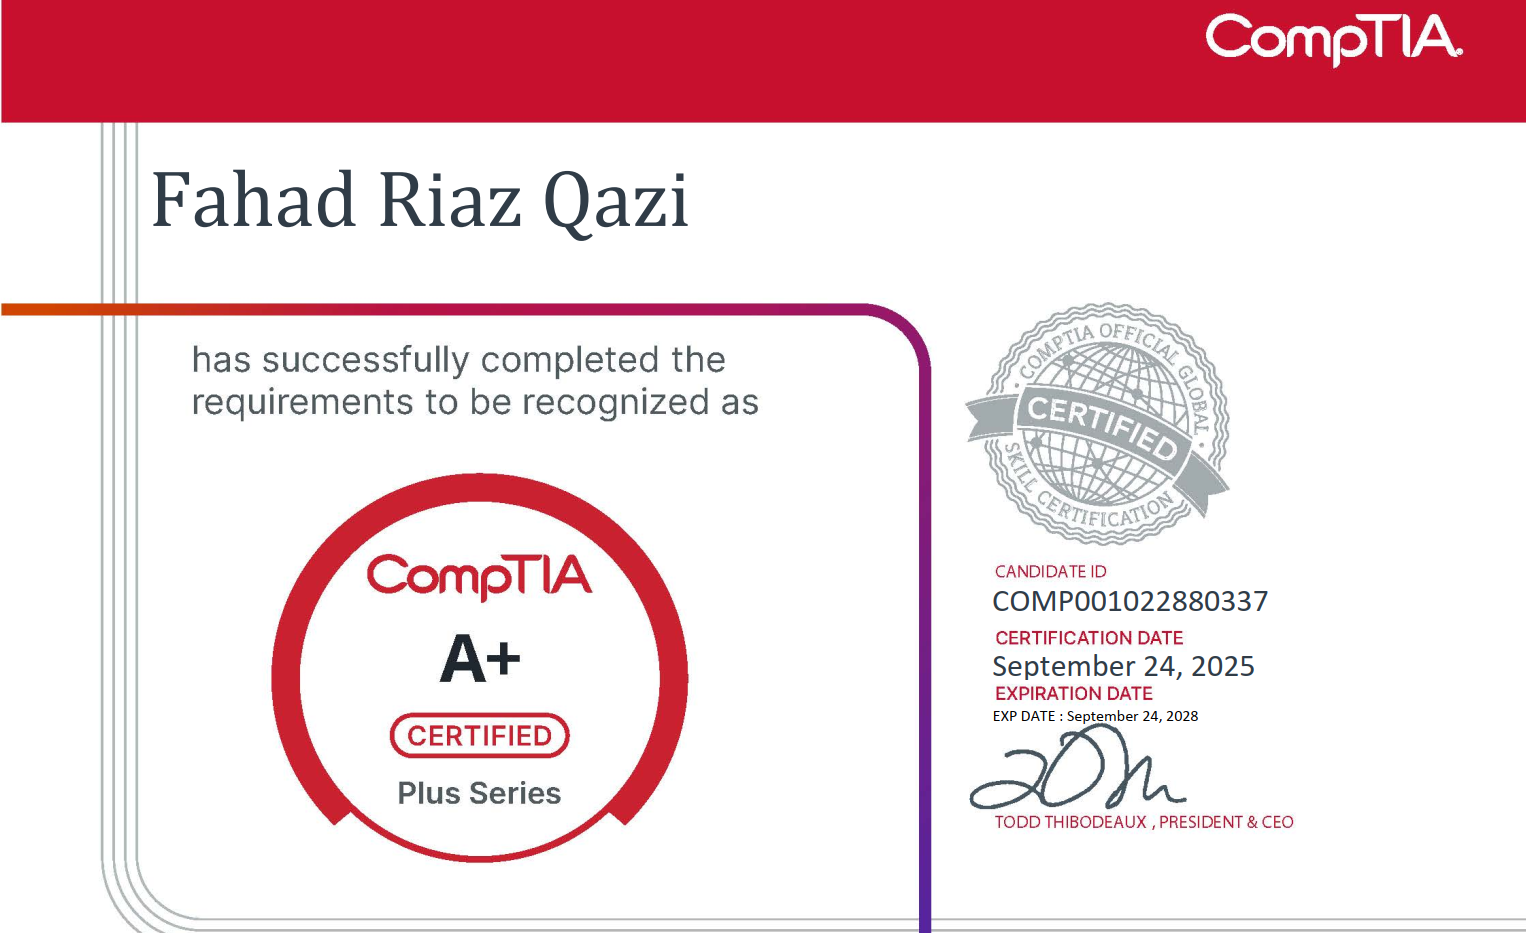 CompTIA.
Fahad Riaz Qazi
has successfully completed the
requirements to be recognized as
CompTIA
A+
CERTIFIED
Plus Series
COMPTIA OFFICIAL GLOBAL
CERTIFIED
SKILL CERTIFICATION
CANDIDATE ID
COMP001022880337
CERTIFICATION DATE
September 24, 2025
EXPIRATION DATE
EXP DATE : September 24, 2028
TODD THIBODEAUX , PRESIDENT & CEO